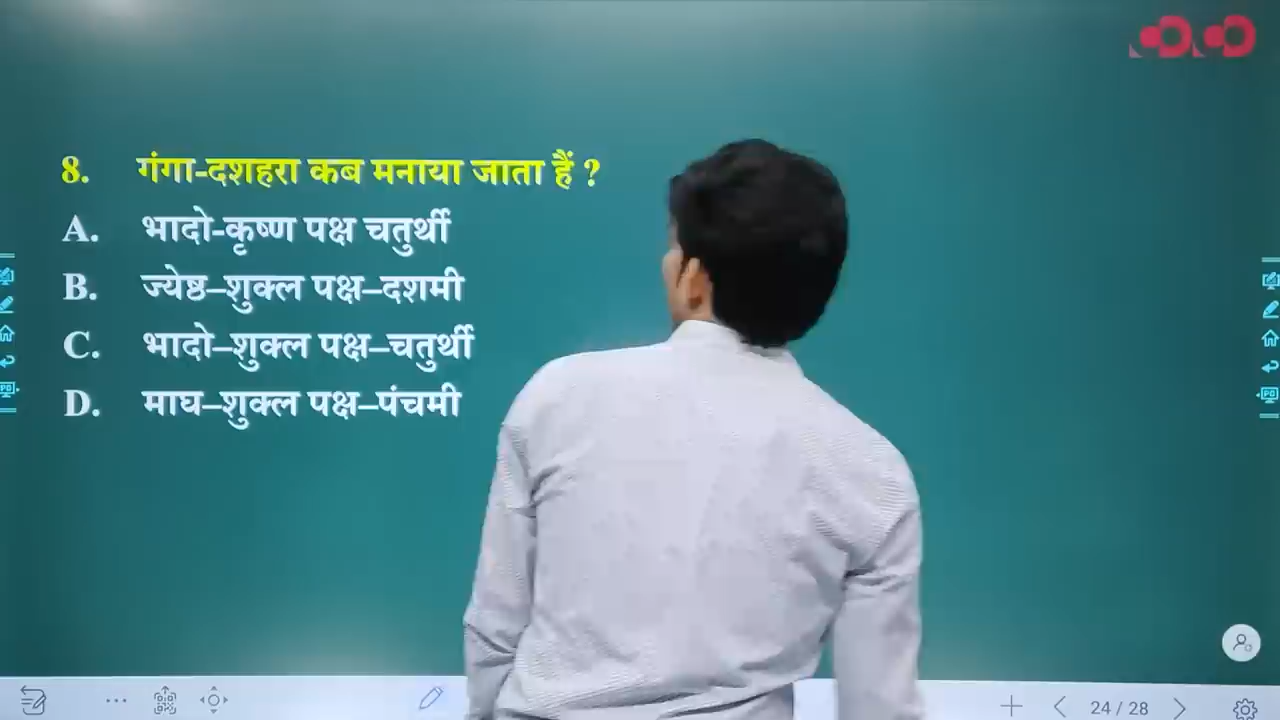 8. गंगा-दशहरा कब मनाया जाता हैं ?
A. भादो-कृष्ण पक्ष चतुर्थी
B. ज्येष्ठ–शुक्ल पक्ष–दशमी
C. भादो–शुक्ल पक्ष–चतुर्थी
D. माघ–शुक्ल पक्ष–पंचमी
24 / 28